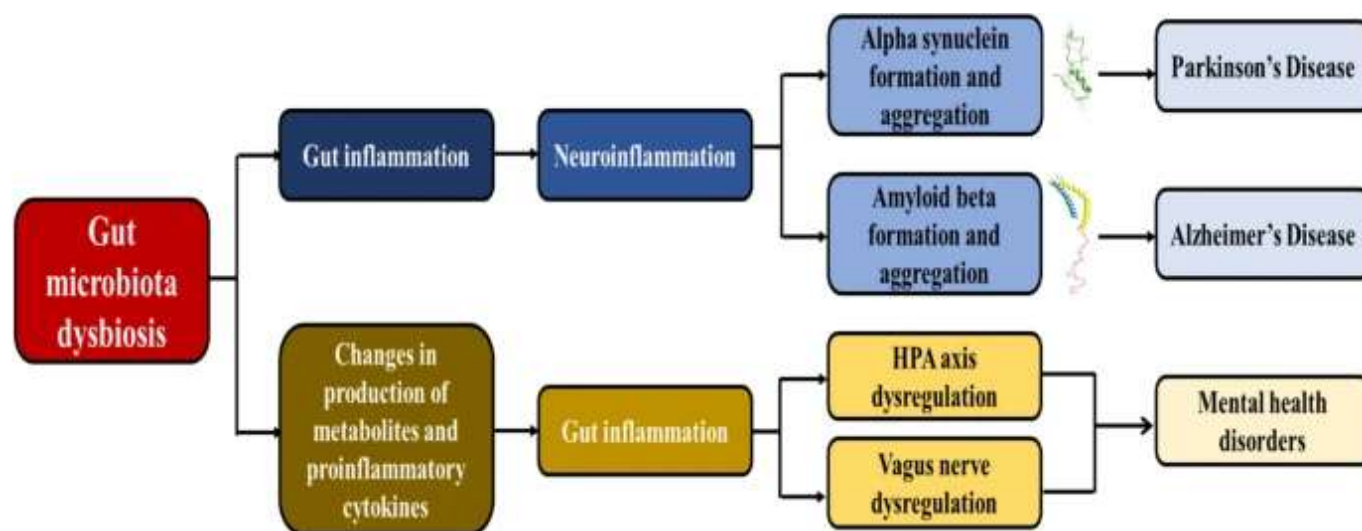 Gut
microbiota
dysbiosis
Gut inflammation
Neuroinflammation
Alpha synuclein
formation and
aggregation
Parkinson's Disease
Amyloid beta
formation and
aggregation
Alzheimer's Disease
Changes in
production of
metabolites and
proinflammatory
cytokines
Gut inflammation
HPA axis
dysregulation
Vagus nerve
dysregulation
Mental health
disorders